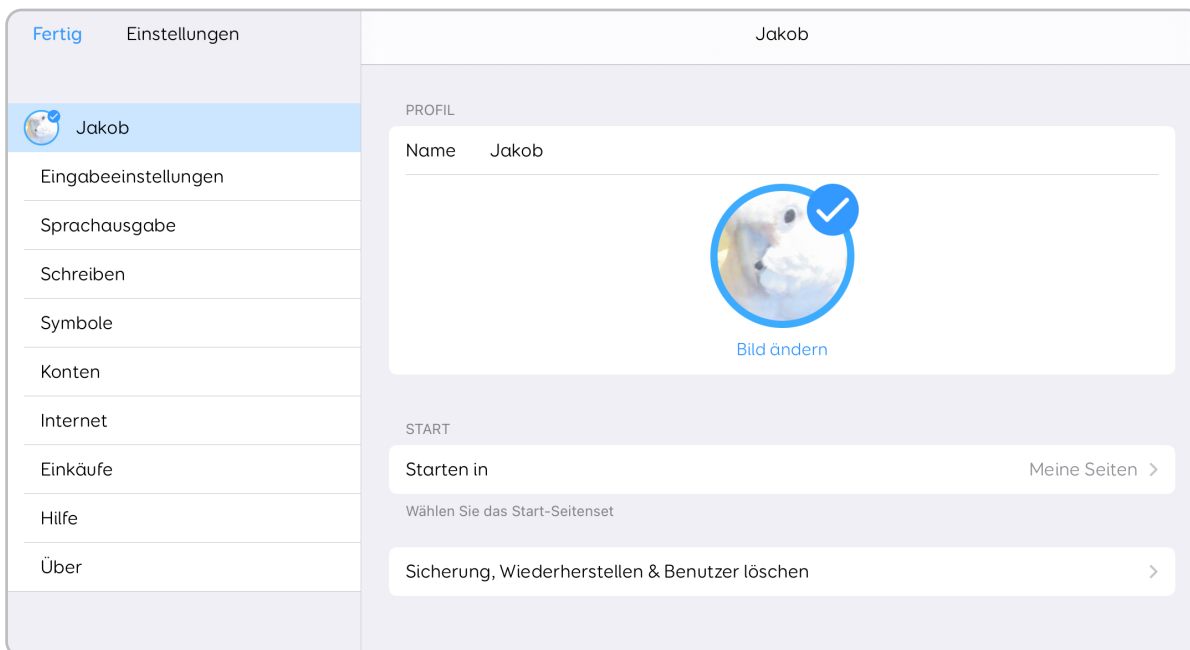 Fertig Einstellungen
Jakob
Eingabeeinstellungen
Sprachausgabe
Schreiben
Symbole
Konten
Internet
Einkäufe
Hilfe
Über
Jakob
PROFIL
Name Jakob
Bild ändern
START
Starten in Meine Seiten
Wählen Sie das Start-Seitenset
Sicherung, Wiederherstellen & Benutzer löschen